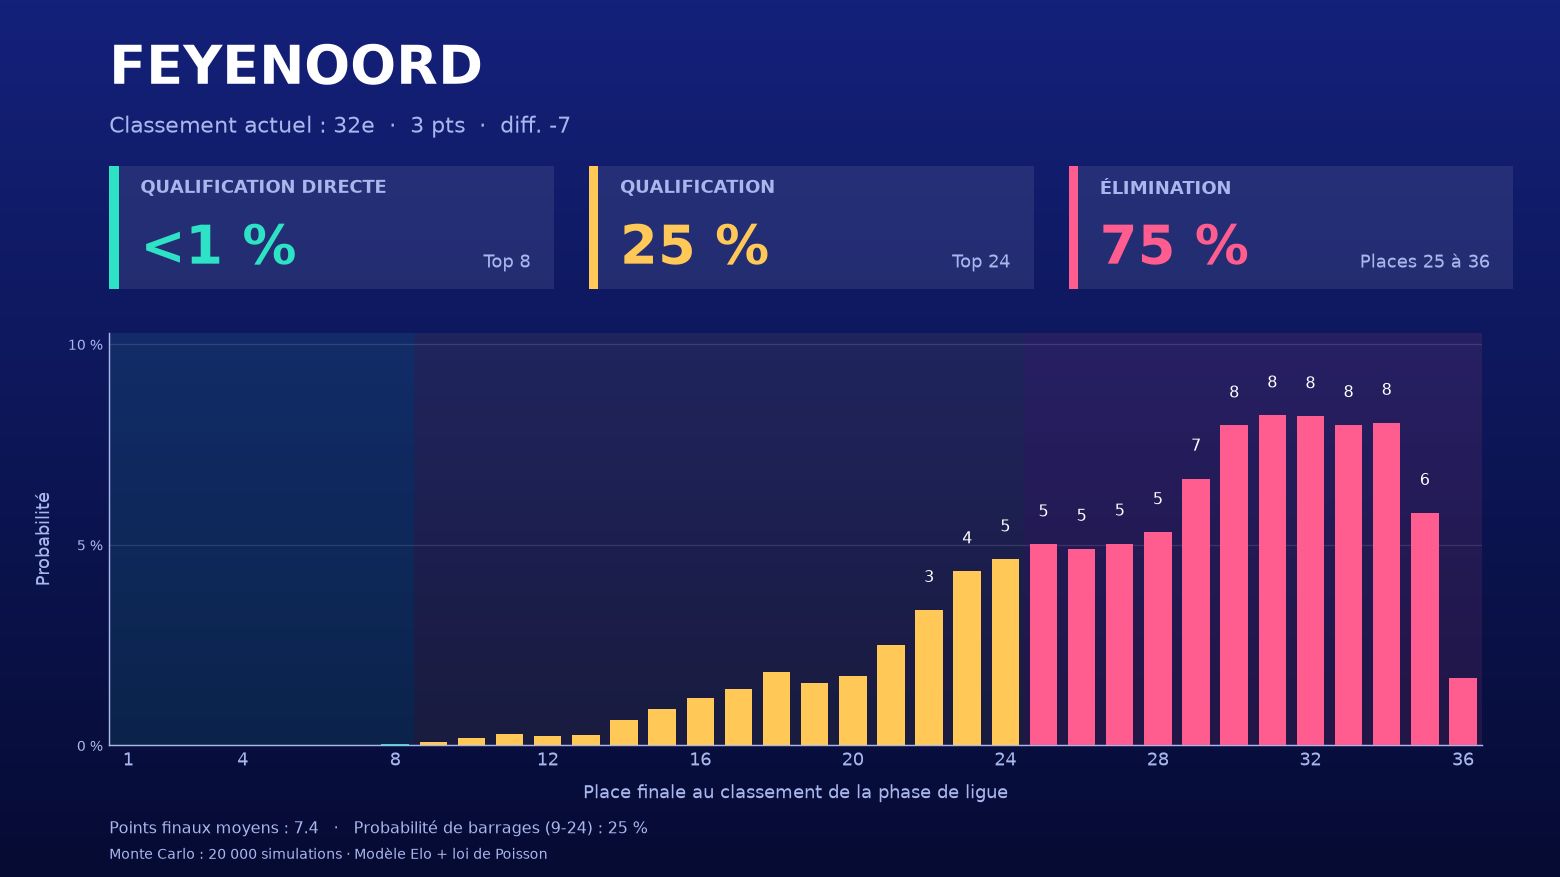 FEYENOORD
Classement actuel : 32e · 3 pts · diff. -7
QUALIFICATION DIRECTE
<1 %
Top 8
QUALIFICATION
25 %
Top 24
ÉLIMINATION
75 %
Places 25 à 36
Probabilité
10 %
5 %
0 %
3
4
5
5
5
5
5
7
8
8
8
8
8
6
1 4 8 12 16 20 24 28 32 36
Place finale au classement de la phase de ligue
Points finaux moyens : 7.4 · Probabilité de barrages (9-24) : 25 %
Monte Carlo : 20 000 simulations · Modèle Elo + loi de Poisson